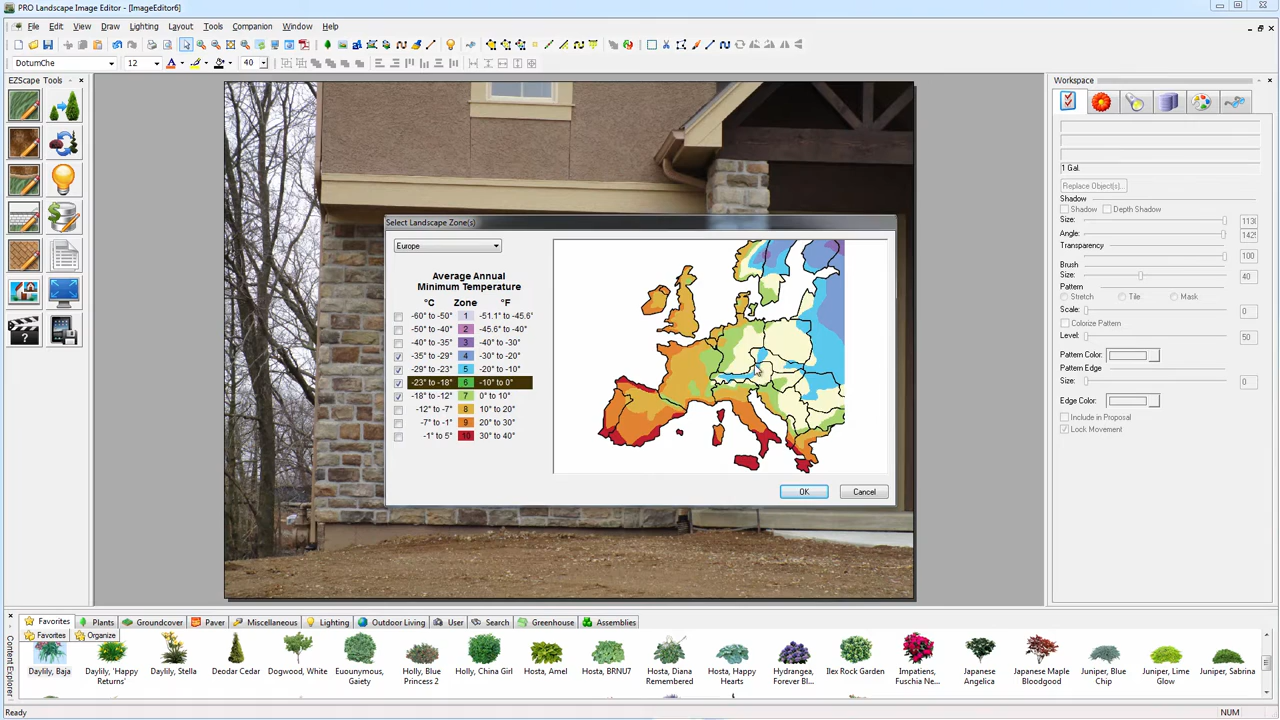 PRO Landscape Image Editor - [ImageEditor6]
File Edit View Draw Lighting Layout Tools Companion Window Help
DotumChe 12 40
EZScape Tools
Workspace
Select Landscape Zone(s)
Europe
Average Annual
Minimum Temperature
°C Zone °F
-60° to -50° 1 -51.1° to -45.6°
-50° to -40° 2 -45.6° to -40°
-40° to -35° 3 -40° to -30°
-35° to -29° 4 -30° to -20°
-29° to -23° 5 -20° to -10°
-23° to -18° 6 -10° to 0°
-18° to -12° 7 0° to 10°
-12° to -7° 8 10° to 20°
-7° to -1° 9 20° to 30°
-1° to 5° 10 30° to 40°
OK Cancel
1 Gal.
Replace Object(s)...
Shadow
Shadow Depth Shadow
Size:
Angle:
Transparency
100
Brush
Size: 40
Pattern
Stretch Tile Mask
Scale: 0
Colorize Pattern
Level: 50
Pattern Color:
Pattern Edge
Size: 0
Edge Color:
Include in Proposal
Lock Movement
Content Explorer
Favorites Plants Groundcover Paver Miscellaneous Lighting Outdoor Living User Search Greenhouse Assemblies
Favorites Organize
Daylily, Baja
Daylily, 'Happy Returns'
Daylily, Stella
Deodar Cedar
Dogwood, White
Euounymous, Gaiety
Holly, Blue Princess 2
Holly, China Girl
Hosta, Amel
Hosta, BRNU7
Hosta, Diana Remembered
Hosta, Happy Hearts
Hydrangea, Forever Bl...
Ilex Rock Garden
Impatiens, Fuschia Ne...
Japanese Angelica
Japanese Maple Bloodgood
Juniper, Blue Chip
Juniper, Lime Glow
Juniper, Sabrina
Ready NUM